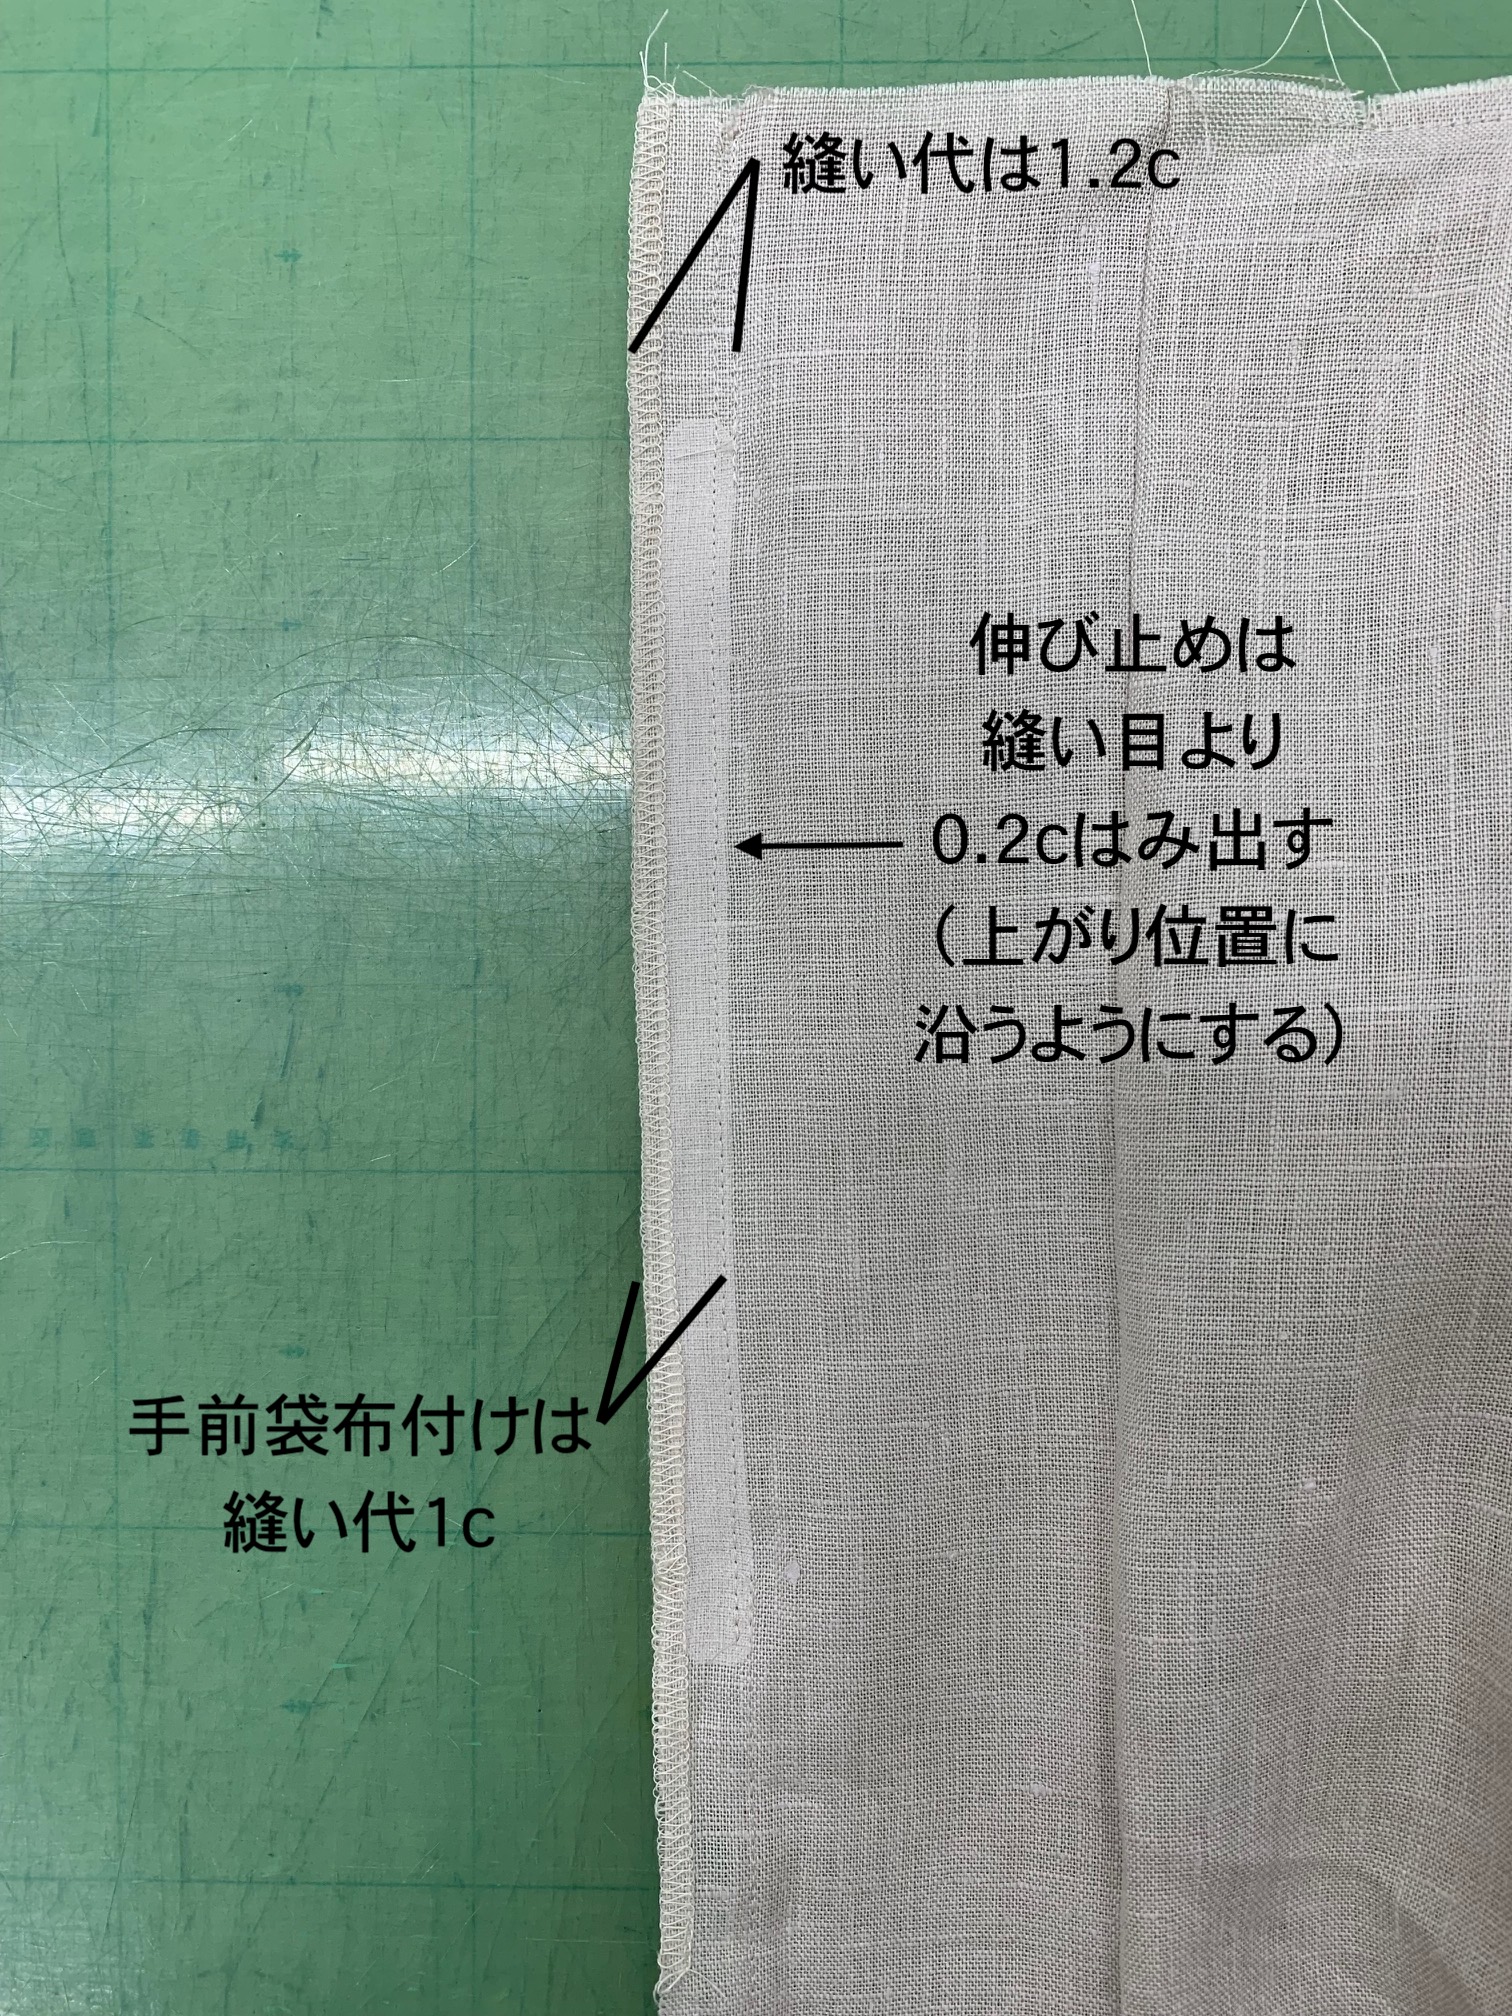 縫い代は1.2c
伸び止めは
縫い目より
0.2cはみ出す
（上がり位置に
沿うようにする）
手前袋布付けは
縫い代1c